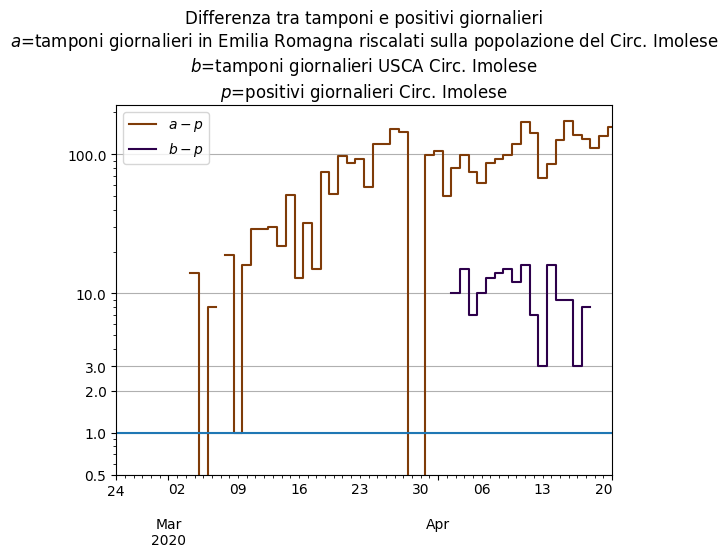 Differenza tra tamponi e positivi giornalieri
a=tamponi giornalieri in Emilia Romagna riscalati sulla popolazione del Circ. Imolese
b=tamponi giornalieri USCA Circ. Imolese
p=positivi giornalieri Circ. Imolese
a − p
b − p
100.0
10.0
3.0
2.0
1.0
0.5
24 02 09 16 23 30 06 13 20
Mar Apr
2020